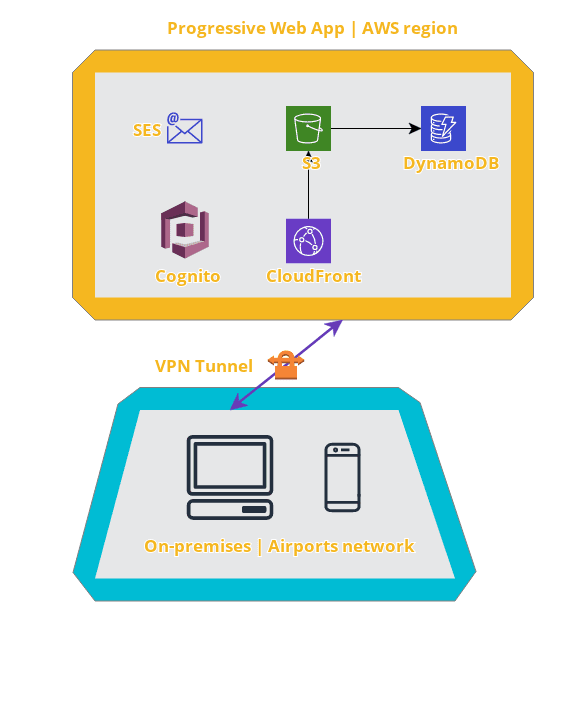 Progressive Web App | AWS region
SES
@
S3
DynamoDB
Cognito
CloudFront
VPN Tunnel
On-premises | Airports network